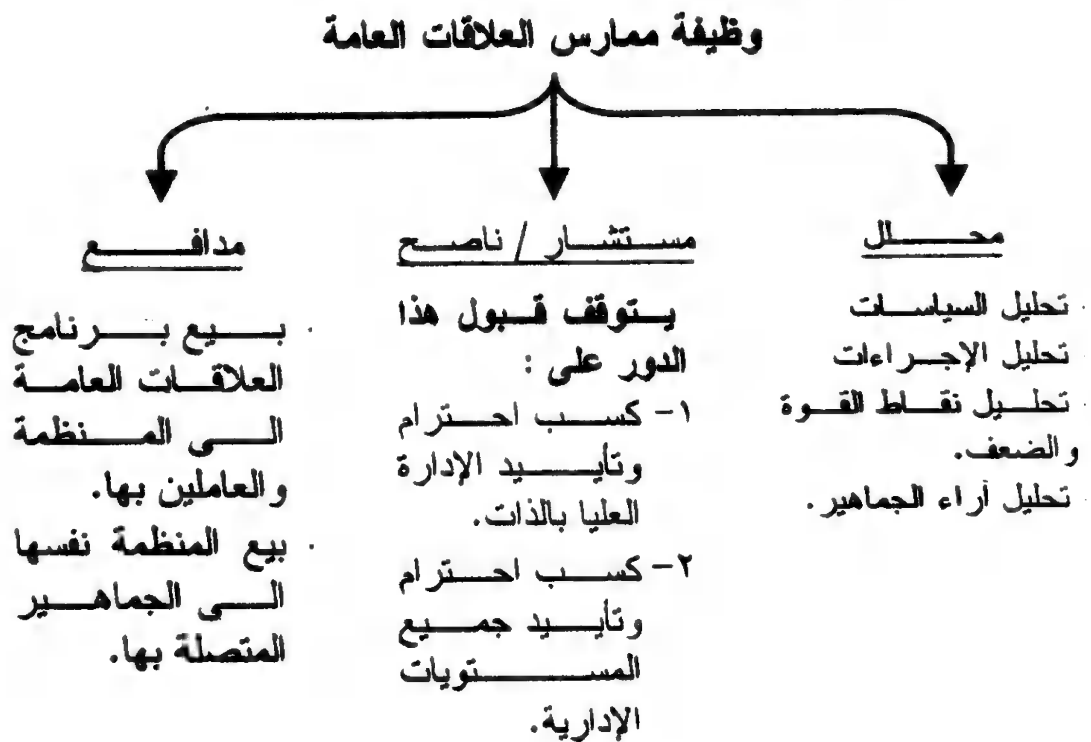 وظيفة ممارس العلاقات العامة
محلل
· تحليل السياسات
· تحليل الإجراءات
· تحليل نقاط القوة
والضعف.
· تحليل أراء الجماهير.
مستشار / ناصح
يتوقف قبول هذا
الدور على :
١- كسب احترام
وتأييد الإدارة
العليا بالذات.
٢- كسب احترام
وتأييد جميع
المستويات
الإدارية.
مدافع
· بيع برنامج
العلاقات العامة
الى المنظمة
والعاملين بها.
· بيع المنظمة نفسها
الى الجماهير
المتصلة بها.